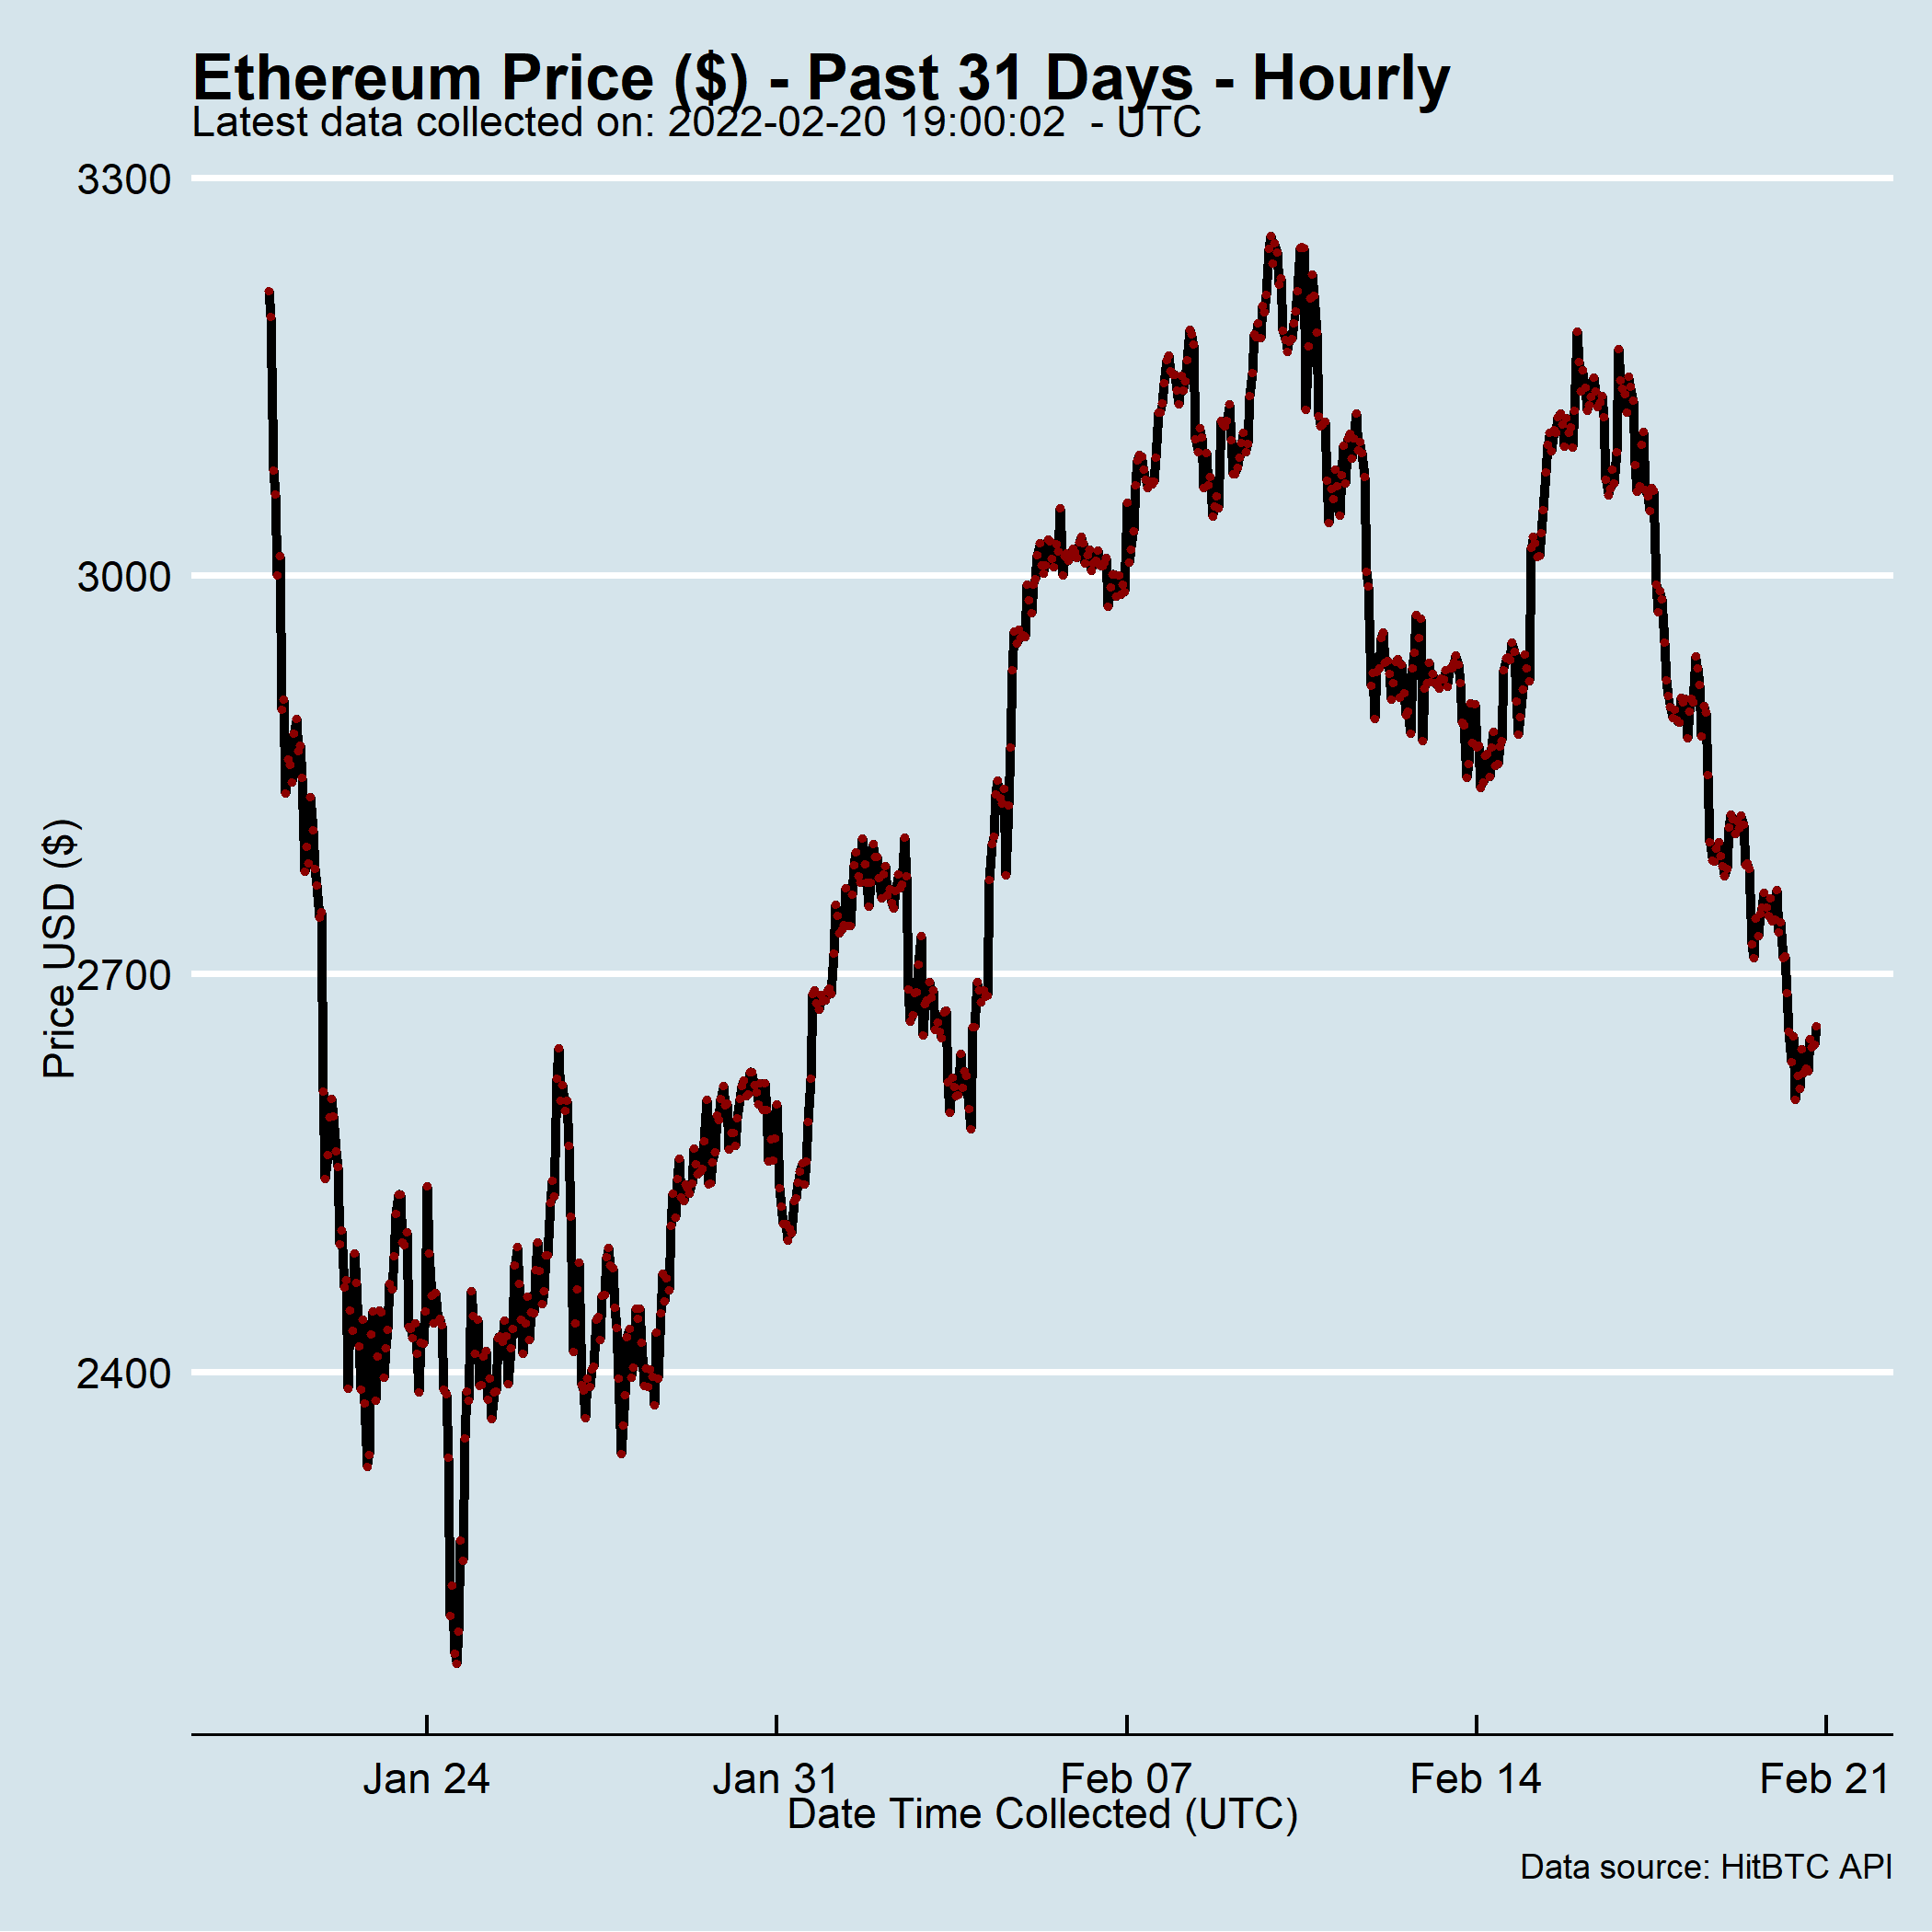 Ethereum Price ($) - Past 31 Days - Hourly
Latest data collected on: 2022-02-20 19:00:02  - UTC
3300
3000
2700
2400
Price USD ($)
Jan 24
Jan 31
Feb 07
Feb 14
Feb 21
Date Time Collected (UTC)
Data source: HitBTC API